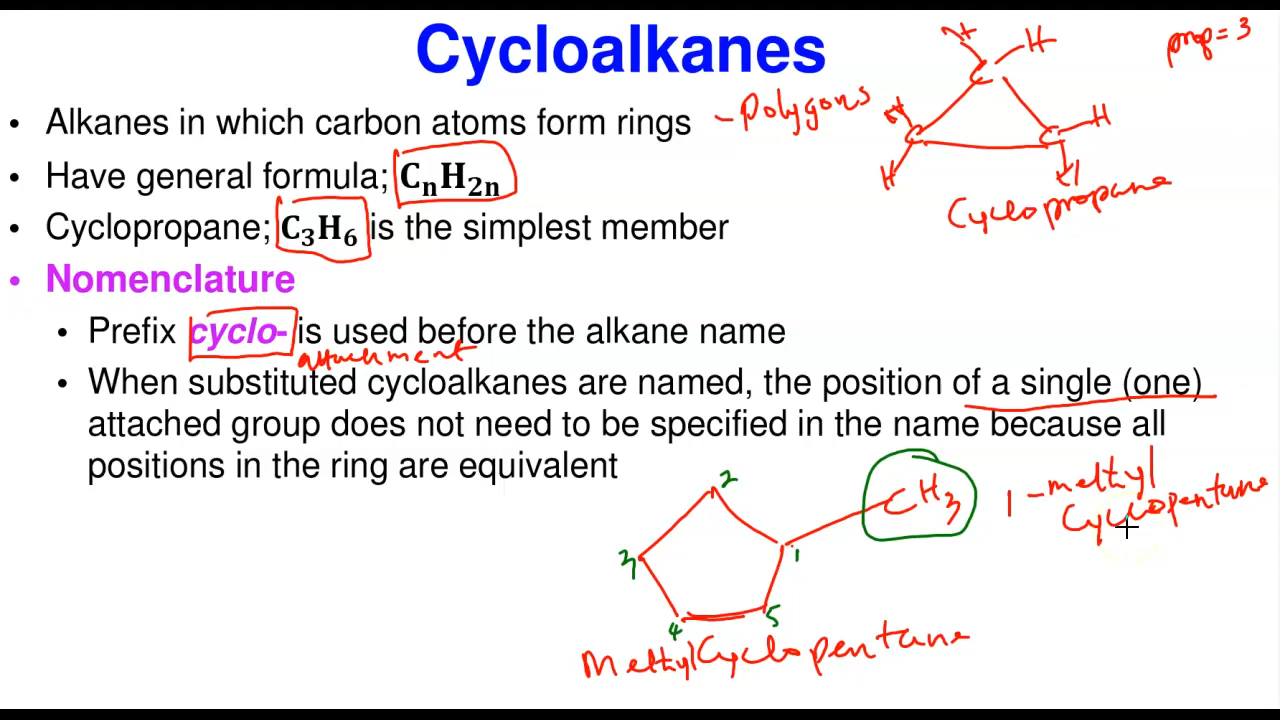 Cycloalkanes
prop = 3
• Alkanes in which carbon atoms form rings
- Polygons
H
H
C
H
C
H
C
H
H
Cyclopropane
• Have general formula; CₙH₂ₙ
• Cyclopropane; C₃H₆ is the simplest member
• Nomenclature
• Prefix cyclo- is used before the alkane name
attachment
• When substituted cycloalkanes are named, the position of a single (one)
attached group does not need to be specified in the name because all
positions in the ring are equivalent
2
CH₃
1 - methyl
Cyclopentane
3
1
4
5
MethylCyclopentane